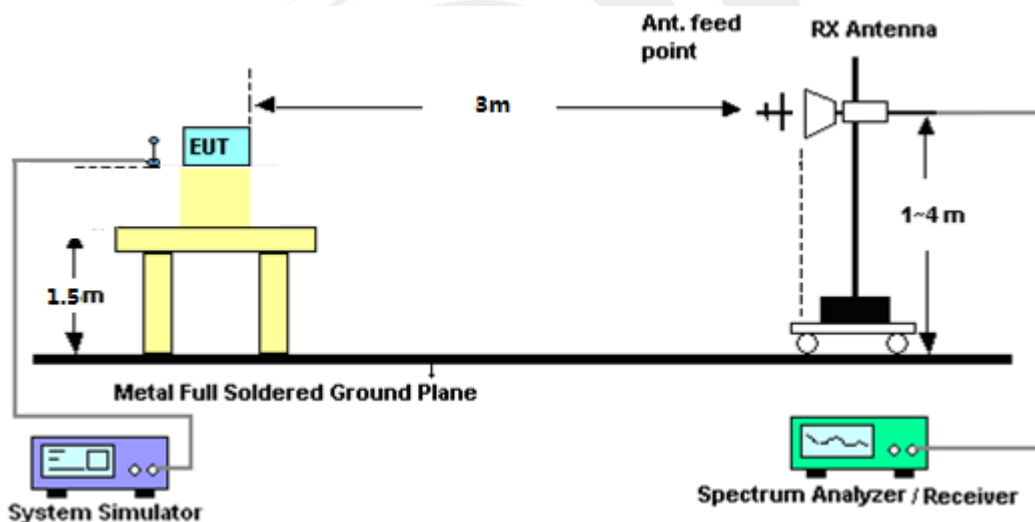 Ant. feed
point
RX Antenna
3m
EUT
1~4 m
1.5m
Metal Full Soldered Ground Plane
System Simulator
Spectrum Analyzer / Receiver